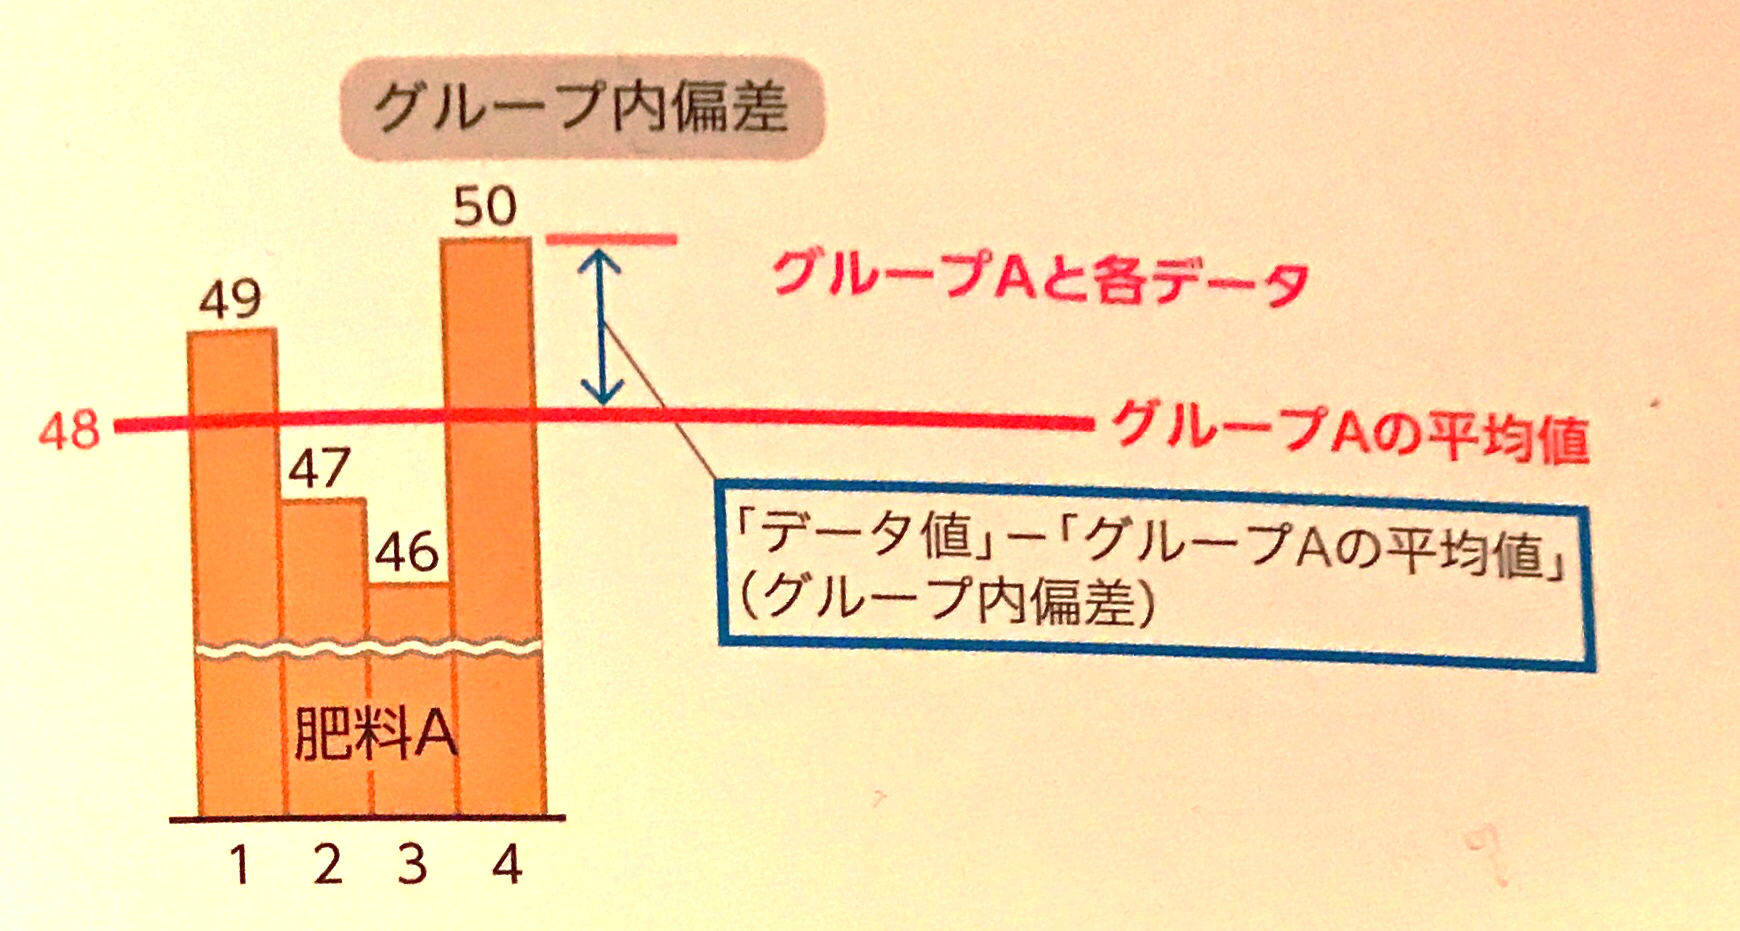 グループ内偏差
50
グループAと各データ
49
48
グループAの平均値
47
46
「データ値」－「グループAの平均値」
（グループ内偏差）
肥料A
1 2 3 4